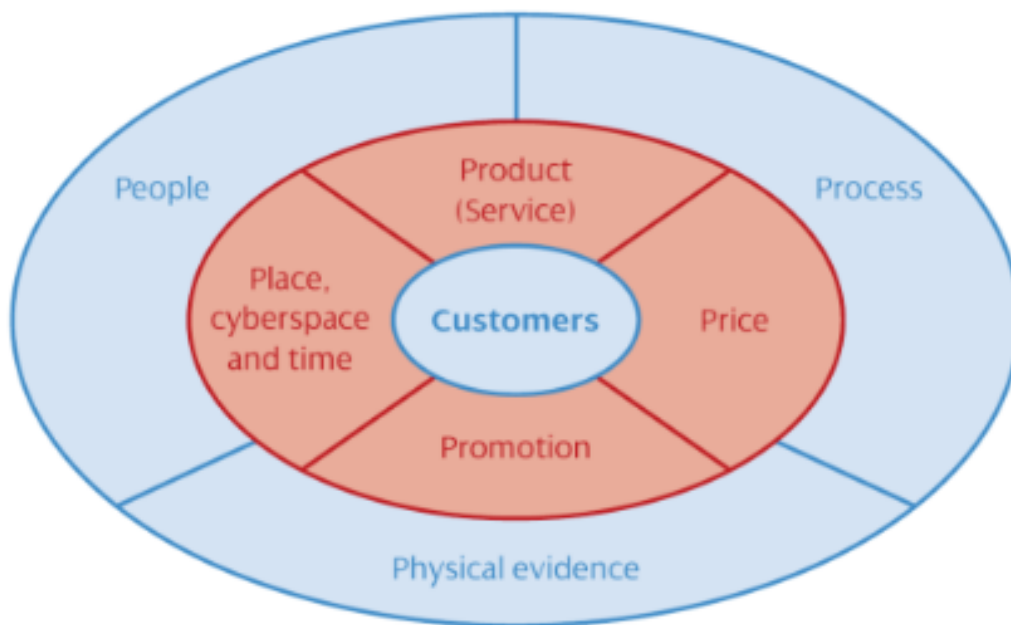 Product
(Service)
People
Process
Place,
cyberspace
and time
Customers
Price
Promotion
Physical evidence